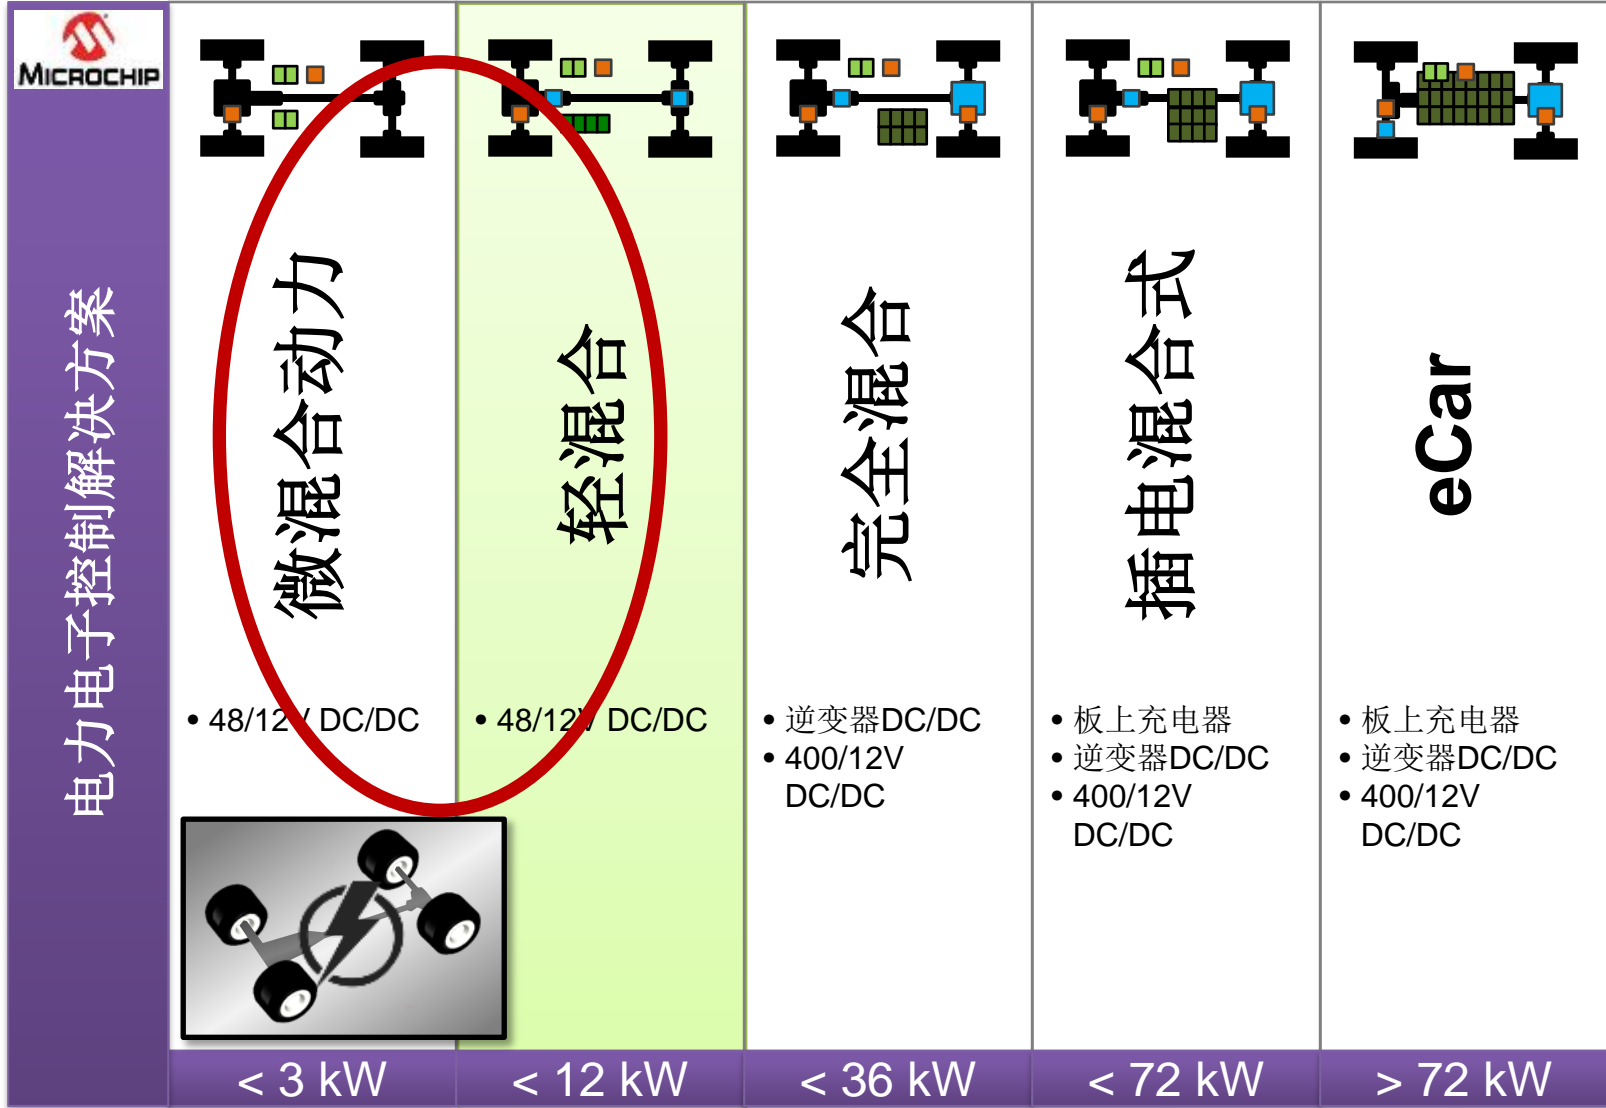 MICROCHIP
电力电子控制解决方案
微混合动力
• 48/12V DC/DC
< 3 kW
轻混合
• 48/12V DC/DC
< 12 kW
完全混合
• 逆变器DC/DC
• 400/12V
DC/DC
< 36 kW
插电混合式
• 板上充电器
• 逆变器DC/DC
• 400/12V
DC/DC
< 72 kW
eCar
• 板上充电器
• 逆变器DC/DC
• 400/12V
DC/DC
> 72 kW